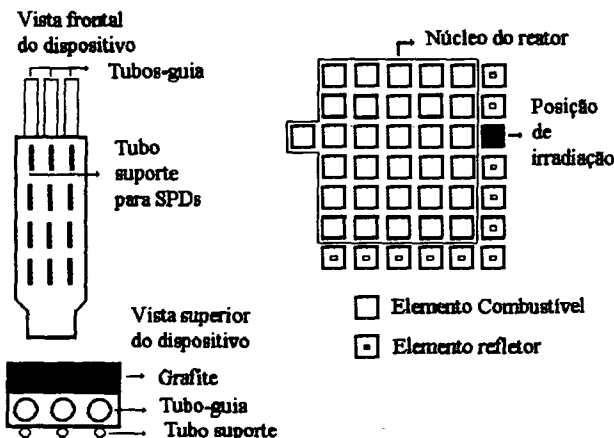 Vista frontal
do dispositivo
Tubos-guia
Tubo
suporte
para SPDs
Vista superior
do dispositivo
Grafite
Tubo-guia
Tubo suporte
Núcleo do reator
Posição
de
irradiação
Elemento Combustível
Elemento refletor